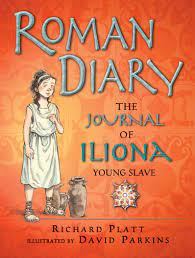 ROMAN
DIARY
THE
JOURNAL
OF
ILIONA
YOUNG SLAVE
RICHARD PLATT
ILLUSTRATED BY DAVID PARKINS